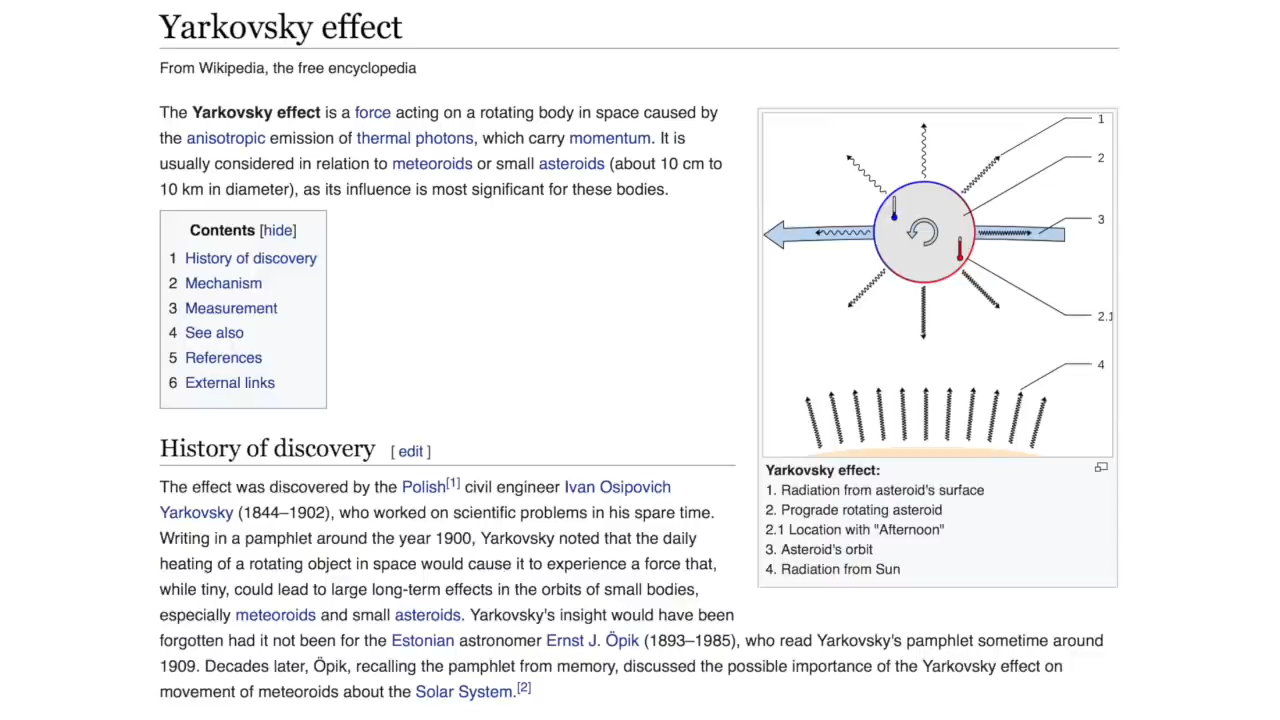 Yarkovsky effect
From Wikipedia, the free encyclopedia
The Yarkovsky effect is a force acting on a rotating body in space caused by
the anisotropic emission of thermal photons, which carry momentum. It is
usually considered in relation to meteoroids or small asteroids (about 10 cm to
10 km in diameter), as its influence is most significant for these bodies.
Contents [hide]
1 History of discovery
2 Mechanism
3 Measurement
4 See also
5 References
6 External links
1
2
3
2.1
4
Yarkovsky effect:
1. Radiation from asteroid's surface
2. Prograde rotating asteroid
2.1 Location with "Afternoon"
3. Asteroid's orbit
4. Radiation from Sun
History of discovery [ edit ]
The effect was discovered by the Polish[1] civil engineer Ivan Osipovich
Yarkovsky (1844–1902), who worked on scientific problems in his spare time.
Writing in a pamphlet around the year 1900, Yarkovsky noted that the daily
heating of a rotating object in space would cause it to experience a force that,
while tiny, could lead to large long-term effects in the orbits of small bodies,
especially meteoroids and small asteroids. Yarkovsky's insight would have been
forgotten had it not been for the Estonian astronomer Ernst J. Öpik (1893–1985), who read Yarkovsky's pamphlet sometime around
1909. Decades later, Öpik, recalling the pamphlet from memory, discussed the possible importance of the Yarkovsky effect on
movement of meteoroids about the Solar System.[2]